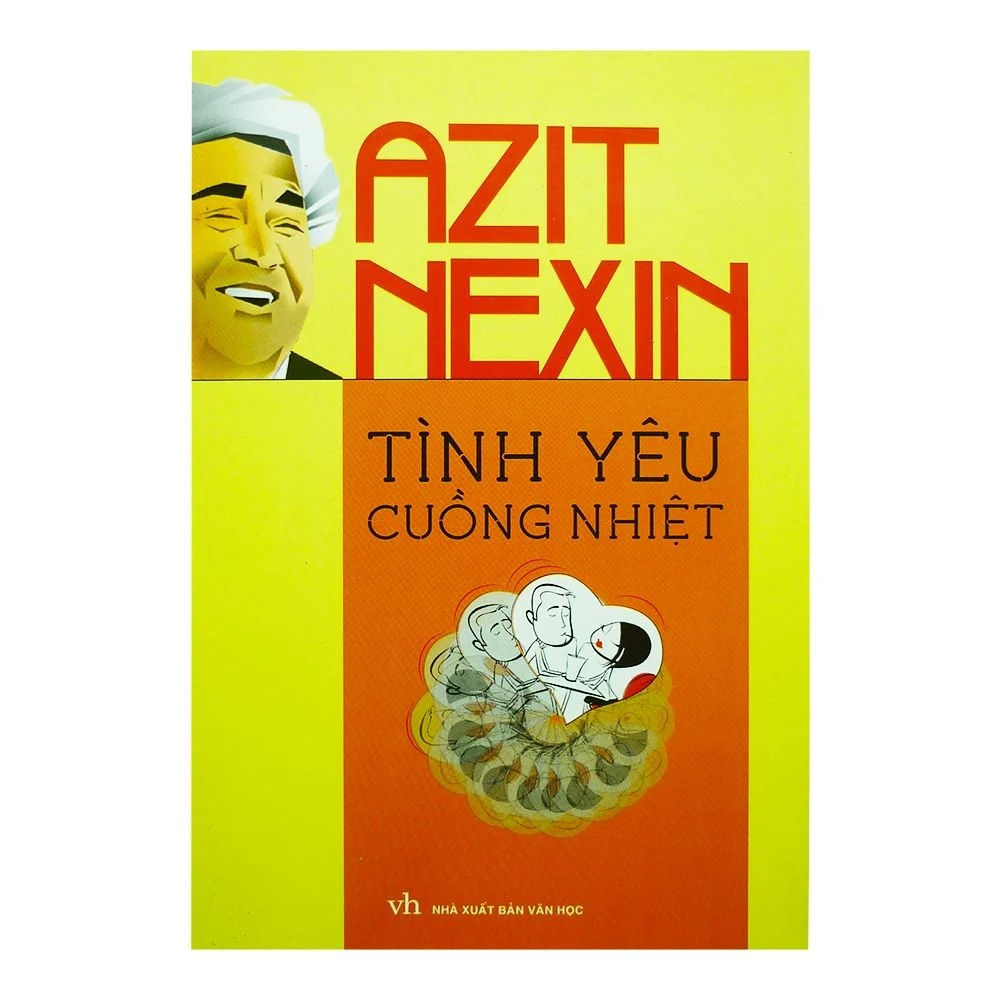 AZIT
NEXIN
TÌNH YÊU
CUỒNG NHIỆT
vh NHÀ XUẤT BẢN VĂN HỌC